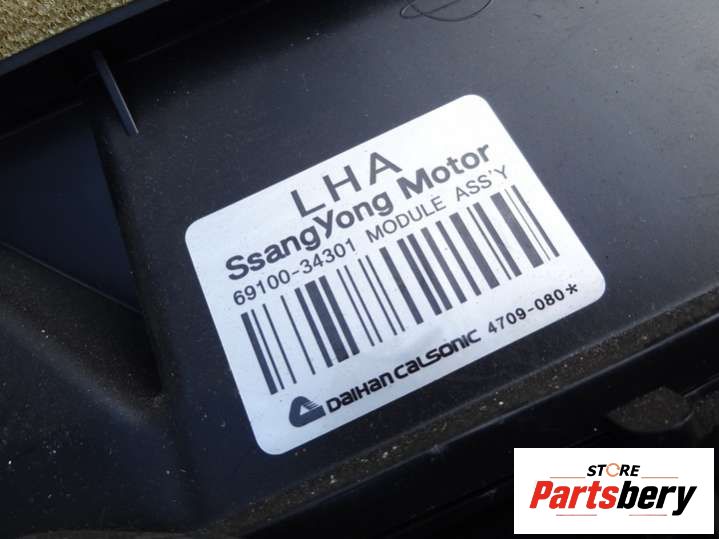 LHA
SsangYong Motor
69100-34301 MODULE ASS'Y
DAIHAN CALSONIC 4709-080*
STORE
Partsbery